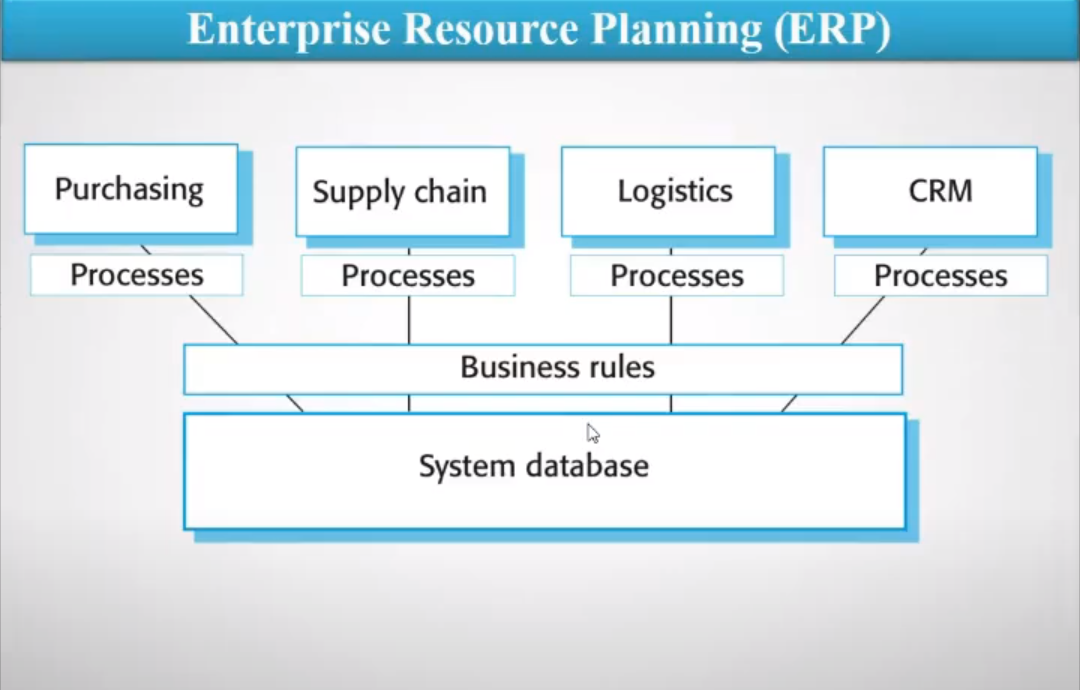 Enterprise Resource Planning (ERP)
Purchasing
Supply chain
Logistics
CRM
Processes
Processes
Processes
Processes
Business rules
System database